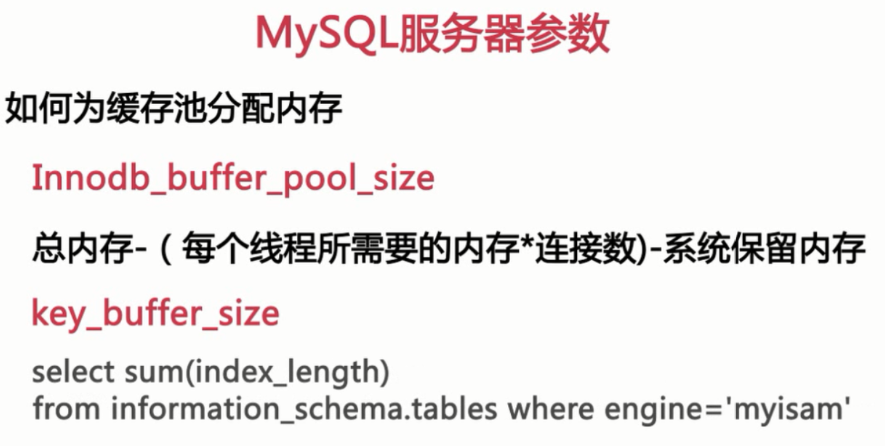 MySQL服务器参数
如何为缓存池分配内存
Innodb_buffer_pool_size
总内存-（每个线程所需要的内存*连接数)-系统保留内存
key_buffer_size
select sum(index_length)
from information_schema.tables where engine='myisam'